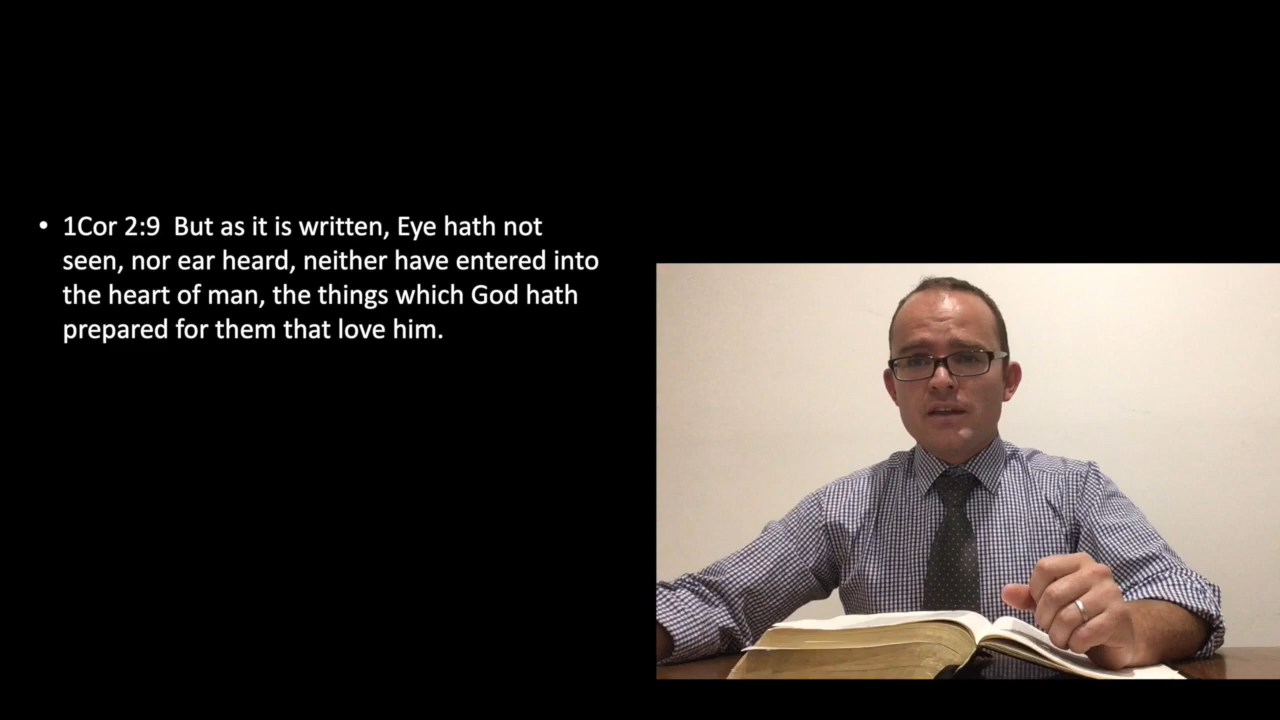 • 1Cor 2:9  But as it is written, Eye hath not
seen, nor ear heard, neither have entered into
the heart of man, the things which God hath
prepared for them that love him.